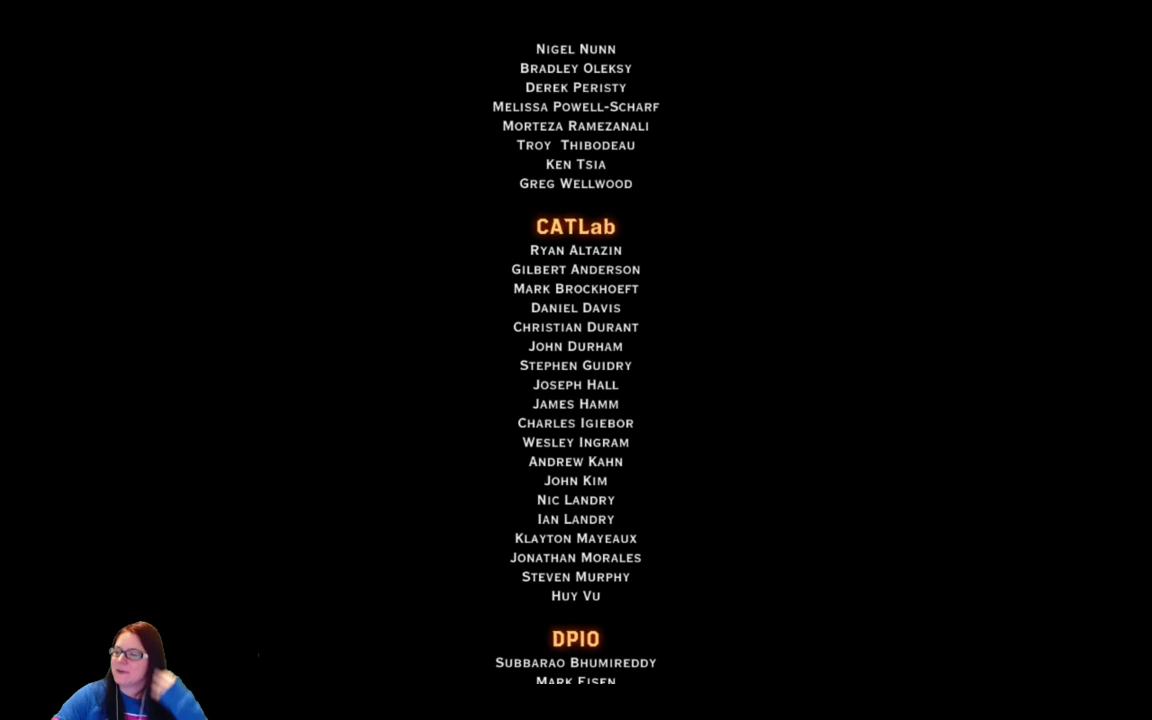 NIGEL NUNN
BRADLEY OLEKSY
DEREK PERISTY
MELISSA POWELL-SCHARF
MORTEZA RAMEZANALI
TROY  THIBODEAU
KEN TSIA
GREG WELLWOOD
CATLab
RYAN ALTAZIN
GILBERT ANDERSON
MARK BROCKHOEFT
DANIEL DAVIS
CHRISTIAN DURANT
JOHN DURHAM
STEPHEN GUIDRY
JOSEPH HALL
JAMES HAMM
CHARLES IGIEBOR
WESLEY INGRAM
ANDREW KAHN
JOHN KIM
NIC LANDRY
IAN LANDRY
KLAYTON MAYEAUX
JONATHAN MORALES
STEVEN MURPHY
HUY VU
DPIO
SUBBARAO BHUMIREDDY
MARK EISEN